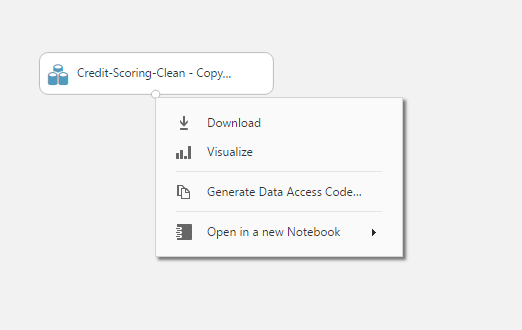 Credit-Scoring-Clean - Copy...
Download
Visualize
Generate Data Access Code...
Open in a new Notebook